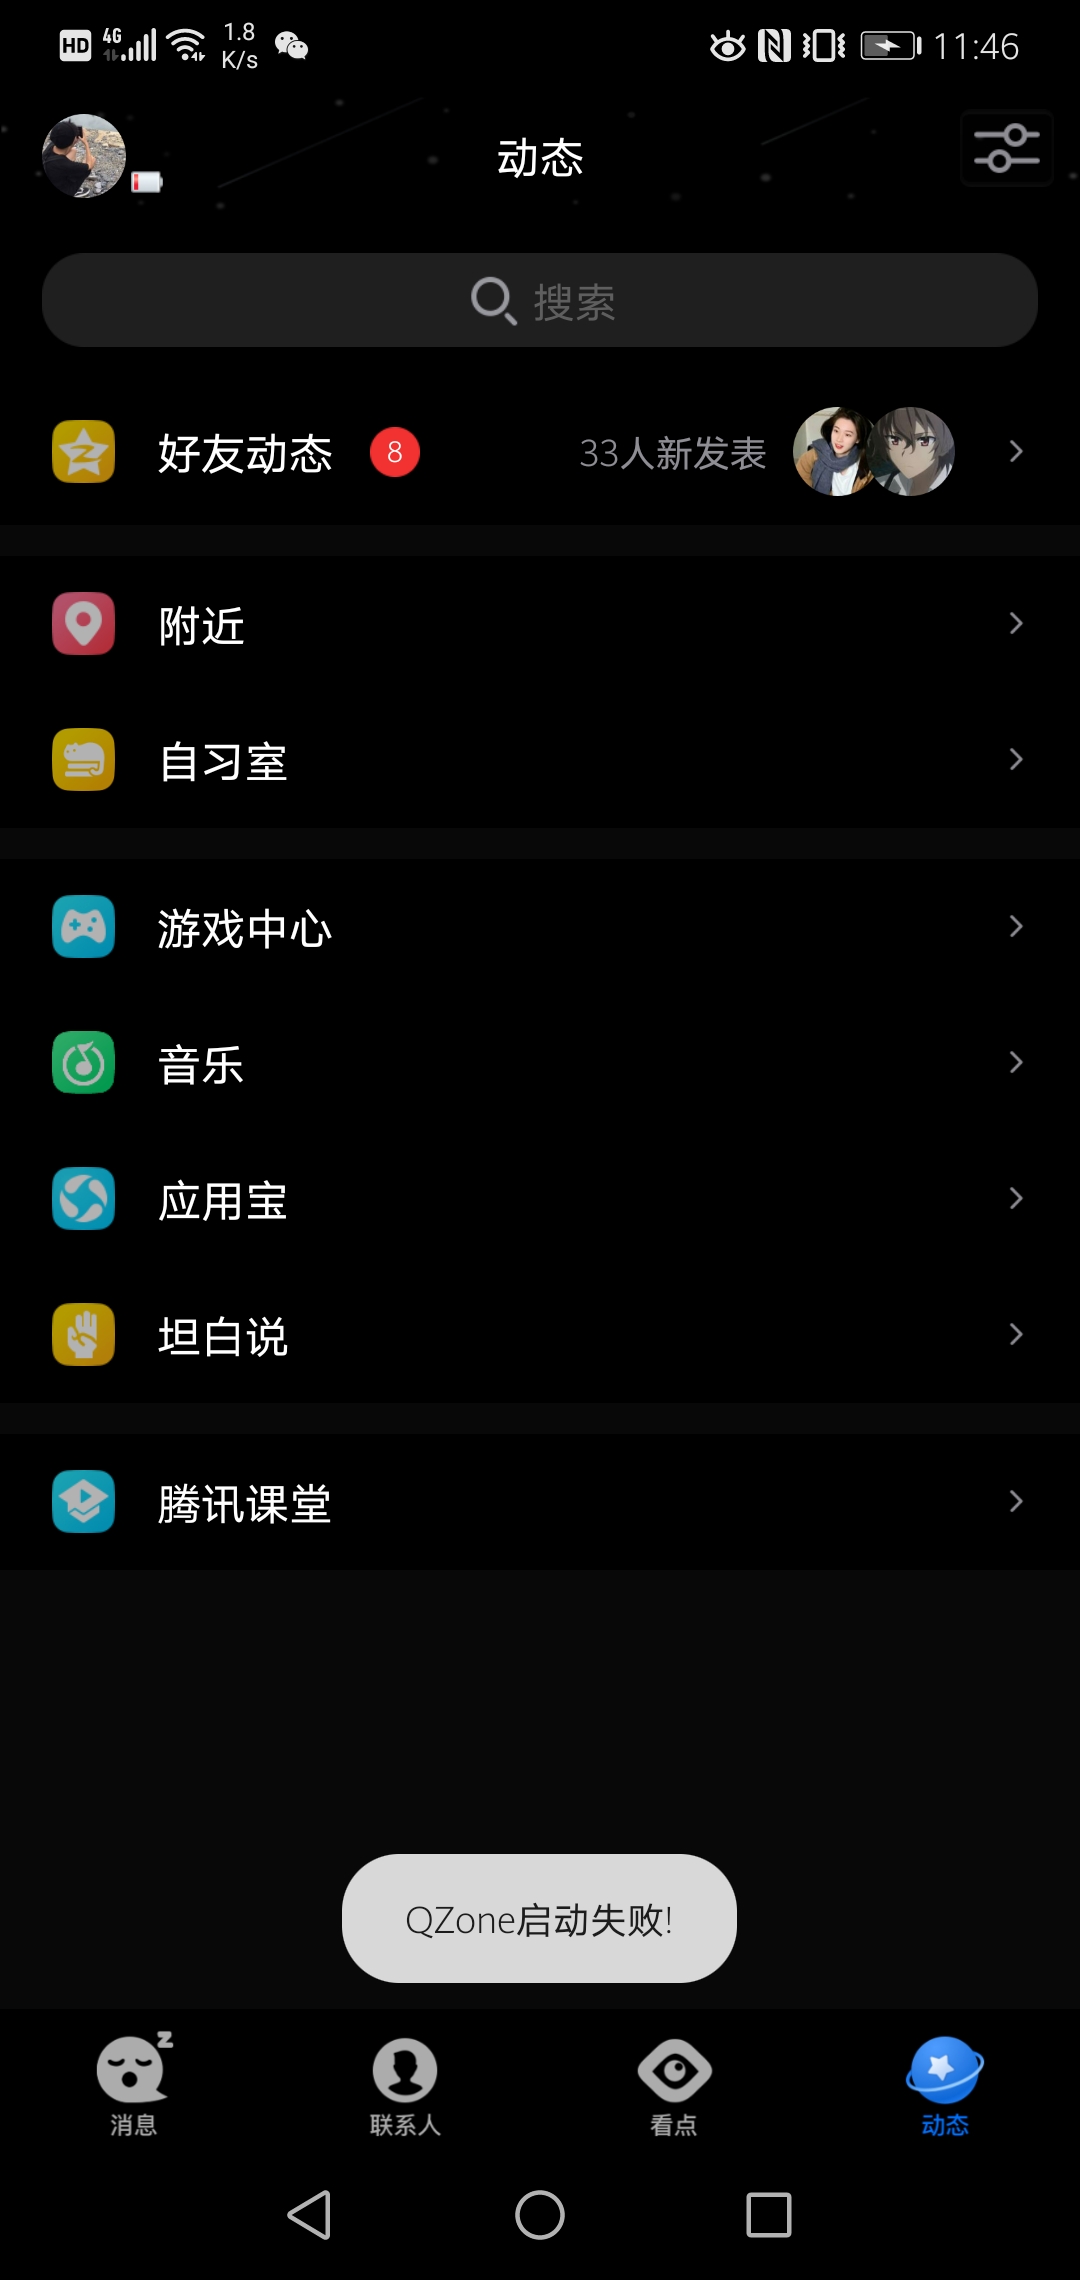 HD 4G 1.8 K/s 11:46
动态
搜索
好友动态 8 33人新发表
附近
自习室
游戏中心
音乐
应用宝
坦白说
腾讯课堂
QZone启动失败!
消息 联系人 看点 动态